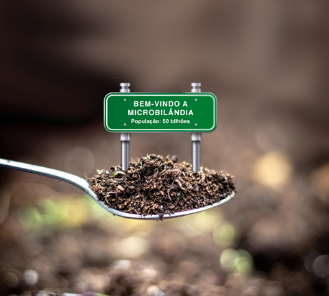 BEM-VINDO A
MICROBILÂNDIA
População: 50 bilhões